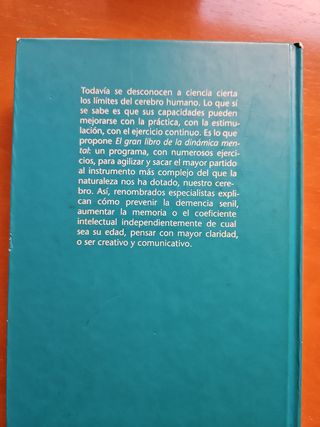 Todavía se desconocen a ciencia cierta
los límites del cerebro humano. Lo que sí
se sabe es que sus capacidades pueden
mejorarse con la práctica, con la estimu-
lación, con el ejercicio continuo. Es lo que
propone El gran libro de la dinámica men-
tal: un programa, con numerosos ejerci-
cios, para agilizar y sacar el mayor partido
al instrumento más complejo del que la
naturaleza nos ha dotado, nuestro cere-
bro. Así, renombrados especialistas expli-
can cómo prevenir la demencia senil,
aumentar la memoria o el coeficiente
intelectual independientemente de cual
sea su edad, pensar con mayor claridad,
o ser creativo y comunicativo.